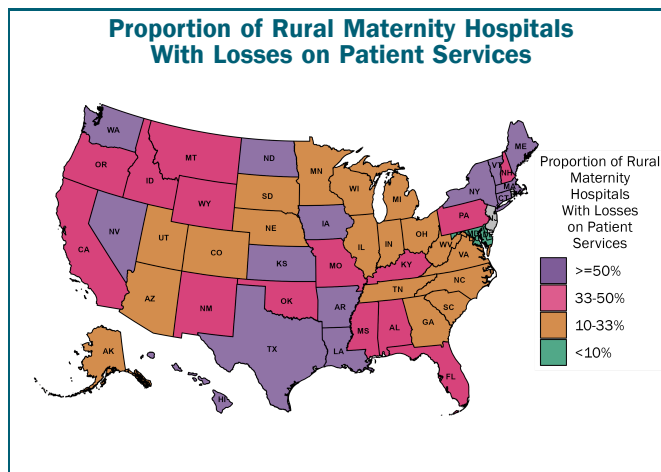 Proportion of Rural Maternity Hospitals
With Losses on Patient Services
WA
OR
CA
NV
ID
MT
WY
UT
AZ
CO
NM
ND
SD
NE
KS
OK
TX
MN
IA
MO
AR
LA
WI
IL
MI
IN
OH
KY
TN
MS
AL
GA
FL
SC
NC
VA
WV
PA
NY
VT
NH
ME
MA
CT
AK
HI
Proportion of Rural
Maternity
Hospitals
With Losses
on Patient
Services
>=50%
33-50%
10-33%
<10%